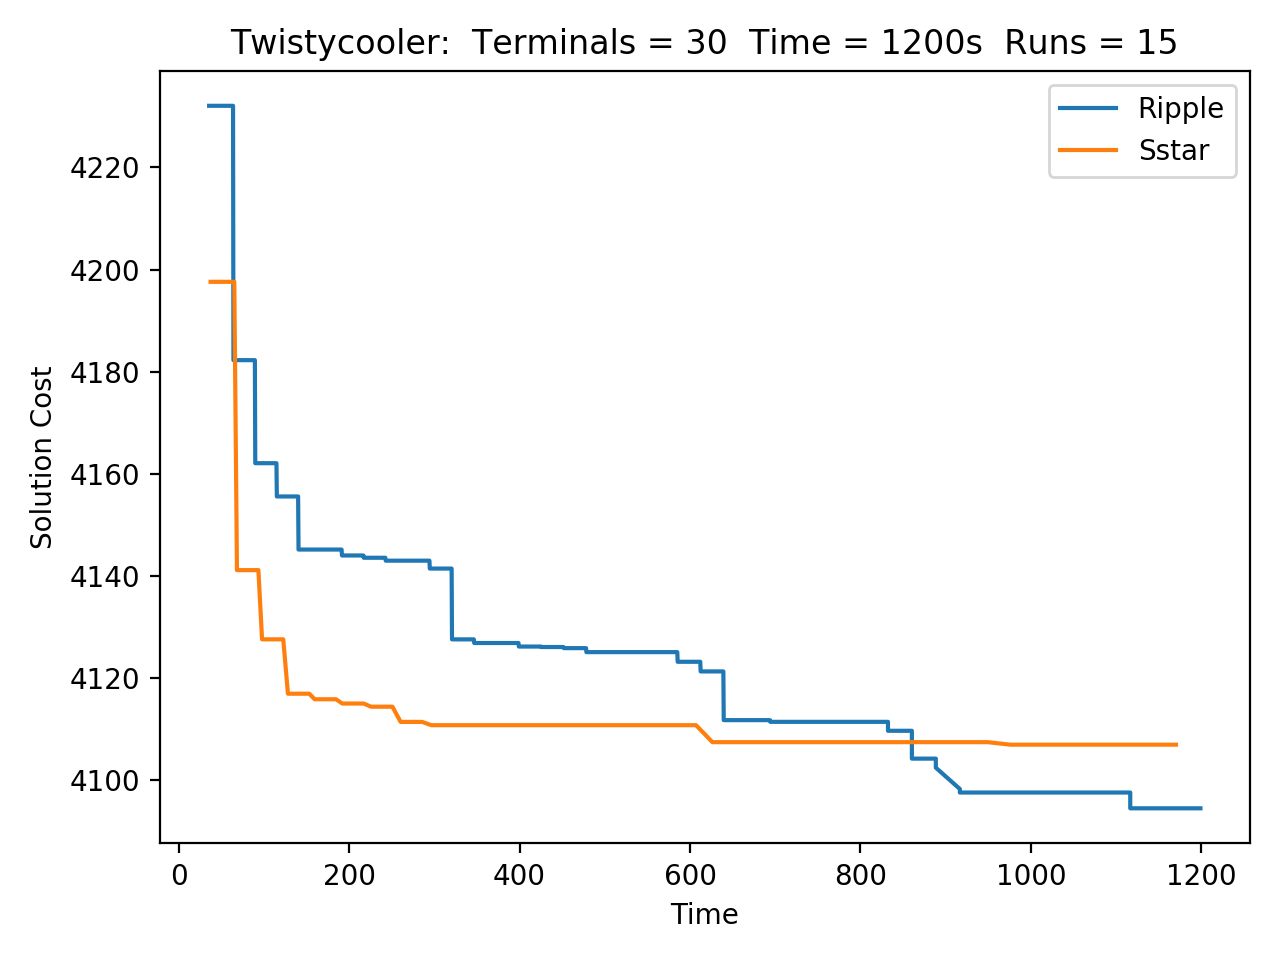 Twistycooler:  Terminals = 30  Time = 1200s  Runs = 15
Ripple
Sstar
Solution Cost
4220
4200
4180
4160
4140
4120
4100
0 200 400 600 800 1000 1200
Time